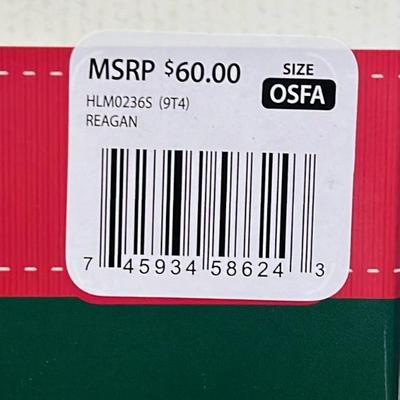 MSRP $60.00
SIZE
OSFA
HLM0236S (9T4)
REAGAN
7 45934 58624 3